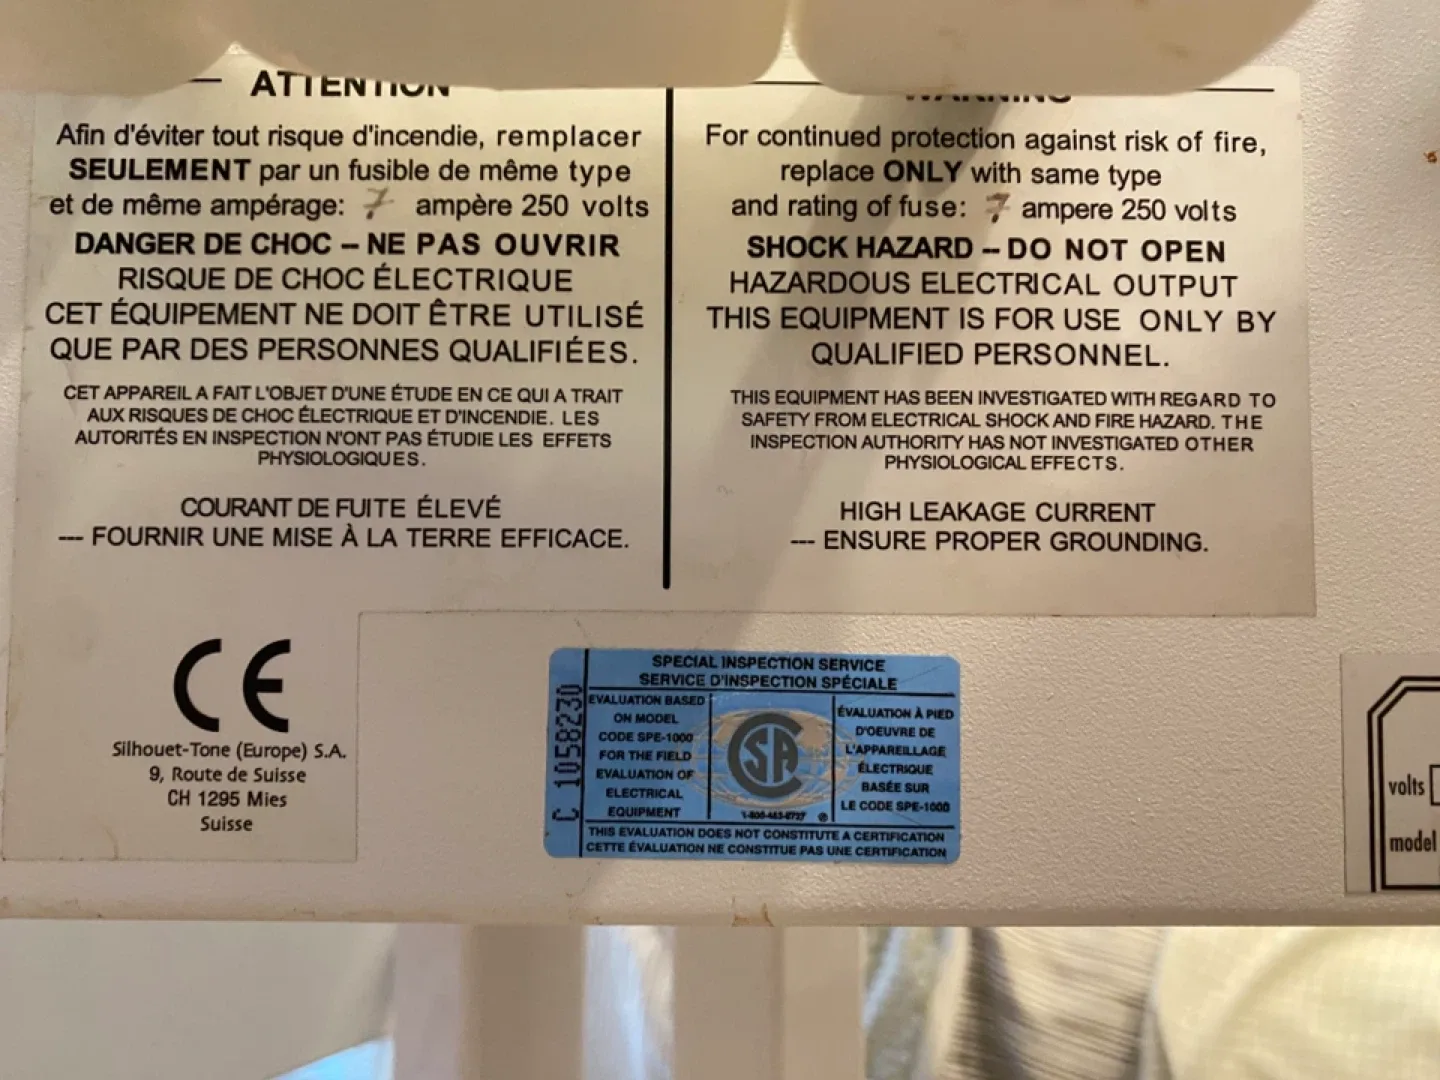 ATTENTION
Afin d'éviter tout risque d'incendie, remplacer
SEULEMENT par un fusible de même type
et de même ampérage: 7 ampère 250 volts
DANGER DE CHOC – NE PAS OUVRIR
RISQUE DE CHOC ÉLECTRIQUE
CET ÉQUIPEMENT NE DOIT ÊTRE UTILISÉ
QUE PAR DES PERSONNES QUALIFIÉES.
CET APPAREIL A FAIT L'OBJET D'UNE ÉTUDE EN CE QUI A TRAIT
AUX RISQUES DE CHOC ÉLECTRIQUE ET D'INCENDIE. LES
AUTORITÉS EN INSPECTION N'ONT PAS ÉTUDIE LES EFFETS
PHYSIOLOGIQUES.
COURANT DE FUITE ÉLEVÉ
--- FOURNIR UNE MISE À LA TERRE EFFICACE.
WARNING
For continued protection against risk of fire,
replace ONLY with same type
and rating of fuse: 7 ampere 250 volts
SHOCK HAZARD – DO NOT OPEN
HAZARDOUS ELECTRICAL OUTPUT
THIS EQUIPMENT IS FOR USE ONLY BY
QUALIFIED PERSONNEL.
THIS EQUIPMENT HAS BEEN INVESTIGATED WITH REGARD TO
SAFETY FROM ELECTRICAL SHOCK AND FIRE HAZARD. THE
INSPECTION AUTHORITY HAS NOT INVESTIGATED OTHER
PHYSIOLOGICAL EFFECTS.
HIGH LEAKAGE CURRENT
--- ENSURE PROPER GROUNDING.
CE
Silhouet-Tone (Europe) S.A.
9, Route de Suisse
CH 1295 Mies
Suisse
C 1058230
SPECIAL INSPECTION SERVICE
SERVICE D'INSPECTION SPÉCIALE
EVALUATION BASED
ON MODEL
CODE SPE-1000
FOR THE FIELD
EVALUATION OF
ELECTRICAL
EQUIPMENT
CSA
1-800-463-6727
ÉVALUATION À PIED
D'OEUVRE DE
L'APPAREILLAGE
ÉLECTRIQUE
BASÉE SUR
LE CODE SPE-1000
THIS EVALUATION DOES NOT CONSTITUTE A CERTIFICATION
CETTE ÉVALUATION NE CONSTITUE PAS UNE CERTIFICATION
volts
model